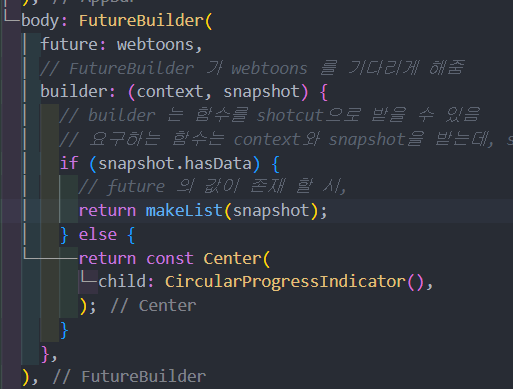 ), // AppBar
body: FutureBuilder(
future: webtoons,
// FutureBuilder 가 webtoons 를 기다리게 해줌
builder: (context, snapshot) {
// builder 는 함수를 shotcut으로 받을 수 있음
// 요구하는 함수는 context와 snapshot을 받는데,
if (snapshot.hasData) {
// future 의 값이 존재 할 시,
return makeList(snapshot);
} else {
return const Center(
child: CircularProgressIndicator(),
); // Center
}
},
), // FutureBuilder